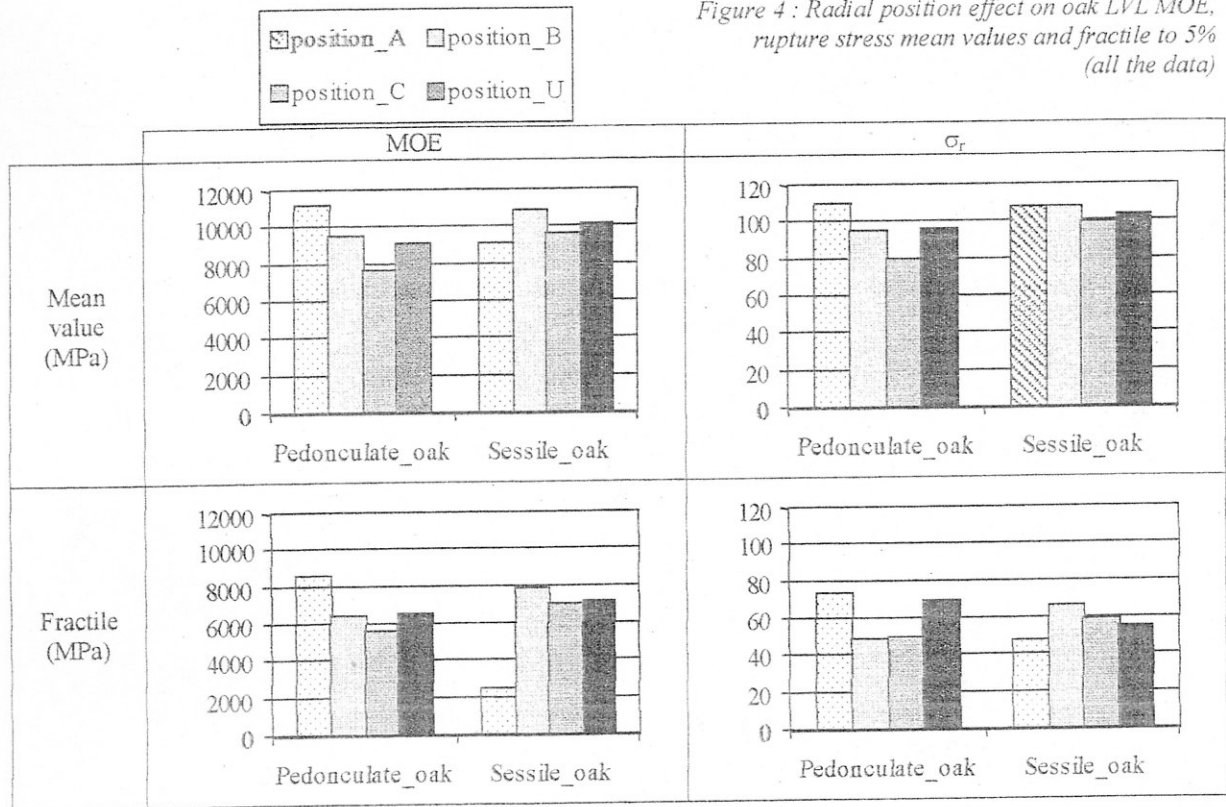 Figure 4 : Radial position effect on oak LVL MOE,
rupture stress mean values and fractile to 5%
(all the data)
position_A position_B
position_C position_U
MOE
σr
Mean
value
(MPa)
12000
10000
8000
6000
4000
2000
0
Pedonculate_oak Sessile_oak
120
100
80
60
40
20
0
Pedonculate_oak Sessile_oak
Fractile
(MPa)
12000
10000
8000
6000
4000
2000
0
Pedonculate_oak Sessile_oak
120
100
80
60
40
20
0
Pedonculate_oak Sessile_oak